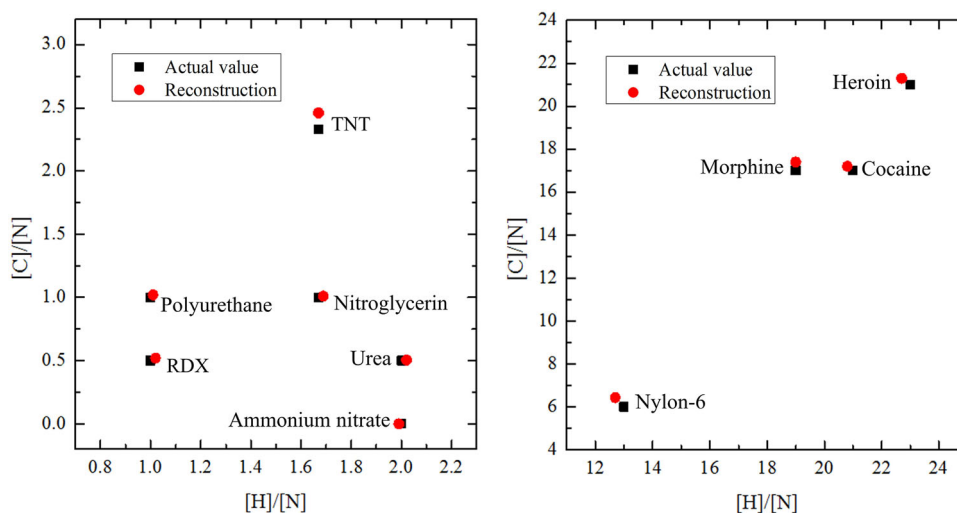 3.0
2.5
2.0
1.5
1.0
0.5
0.0
[C]/[N]
Actual value
Reconstruction
TNT
Polyurethane
Nitroglycerin
RDX
Urea
Ammonium nitrate
0.8 1.0 1.2 1.4 1.6 1.8 2.0 2.2
[H]/[N]
24
22
20
18
16
14
12
10
8
6
4
[C]/[N]
Actual value
Reconstruction
Heroin
Morphine
Cocaine
Nylon-6
12 14 16 18 20 22 24
[H]/[N]